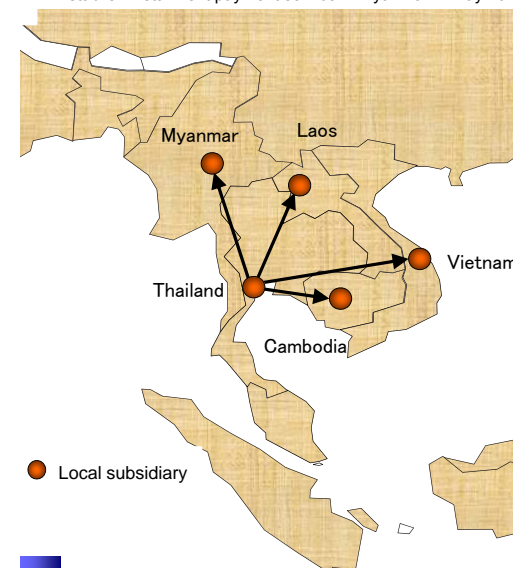 Myanmar
Laos
Vietnam
Thailand
Cambodia
Local subsidiary